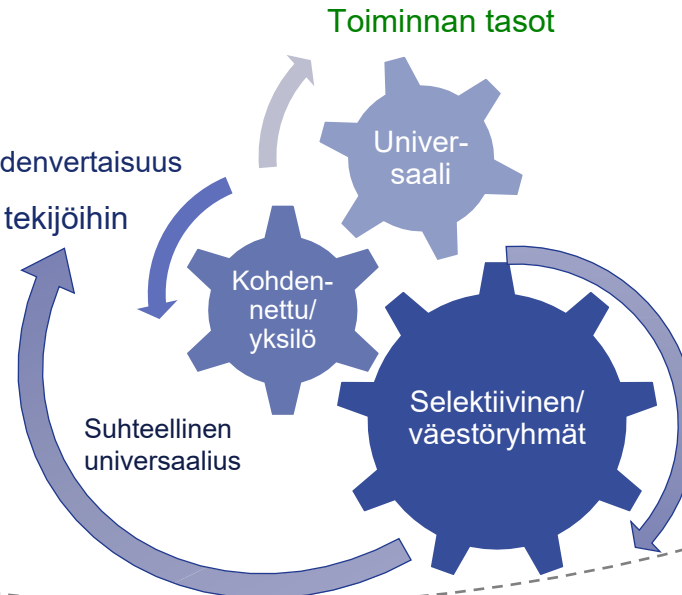 Toiminnan tasot
Univer-
saali
denvertaisuus
tekijöihin
Kohden-
nettu/
yksilö
Selektiivinen/
väestöryhmät
Suhteellinen
universaalius